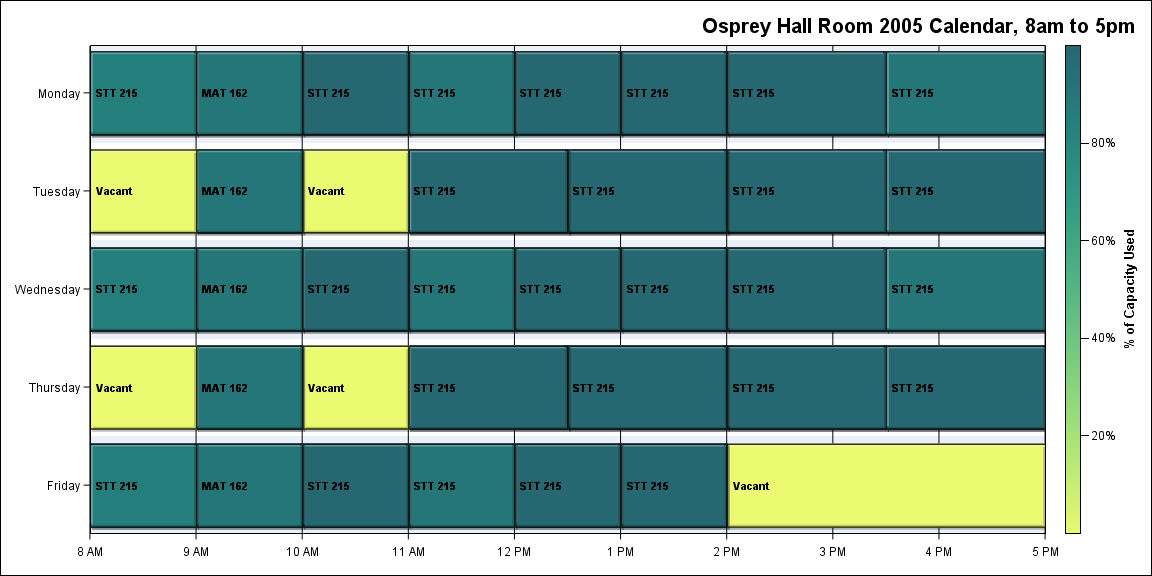 Osprey Hall Room 2005 Calendar, 8am to 5pm
Monday
STT 215
MAT 162
STT 215
STT 215
STT 215
STT 215
STT 215
STT 215
Tuesday
Vacant
MAT 162
Vacant
STT 215
STT 215
STT 215
STT 215
Wednesday
STT 215
MAT 162
STT 215
STT 215
STT 215
STT 215
STT 215
STT 215
Thursday
Vacant
MAT 162
Vacant
STT 215
STT 215
STT 215
STT 215
Friday
STT 215
MAT 162
STT 215
STT 215
STT 215
STT 215
Vacant
8 AM
9 AM
10 AM
11 AM
12 PM
1 PM
2 PM
3 PM
4 PM
5 PM
80%
60%
40%
20%
% of Capacity Used